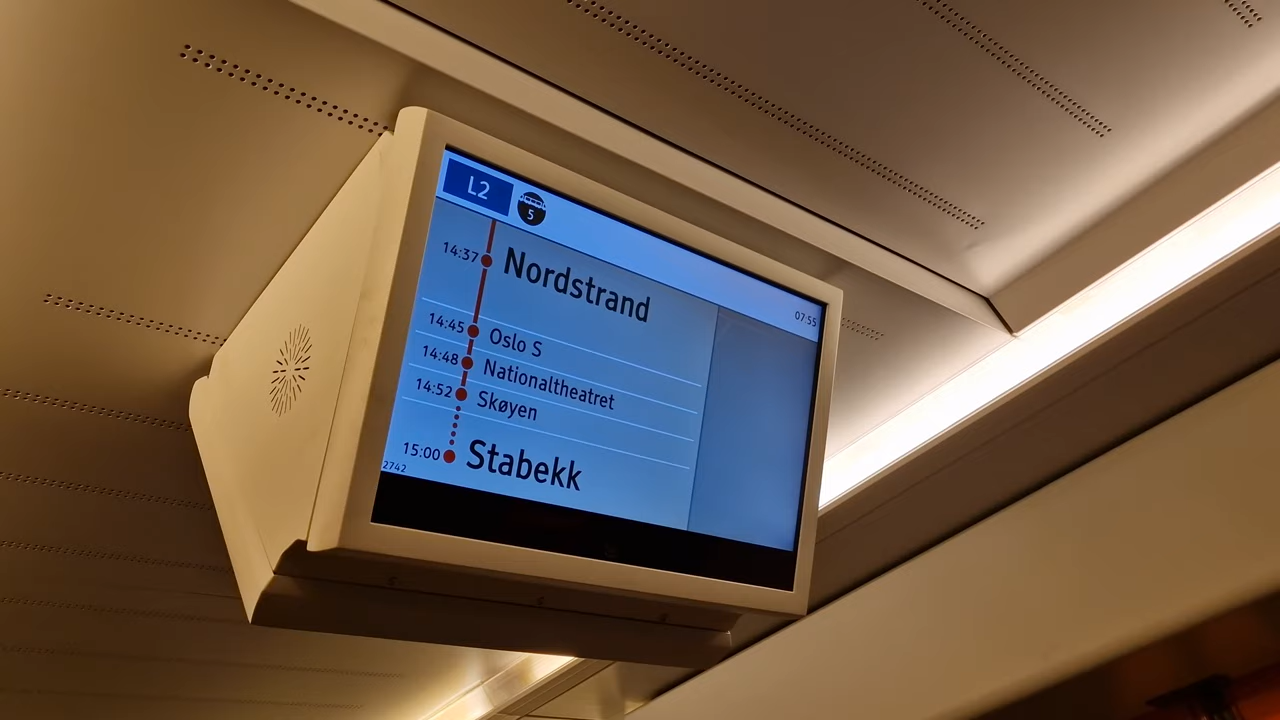 L2
5
07:55
14:37 Nordstrand
14:45 Oslo S
14:48 Nationaltheatret
14:52 Skøyen
15:00 Stabekk
2742